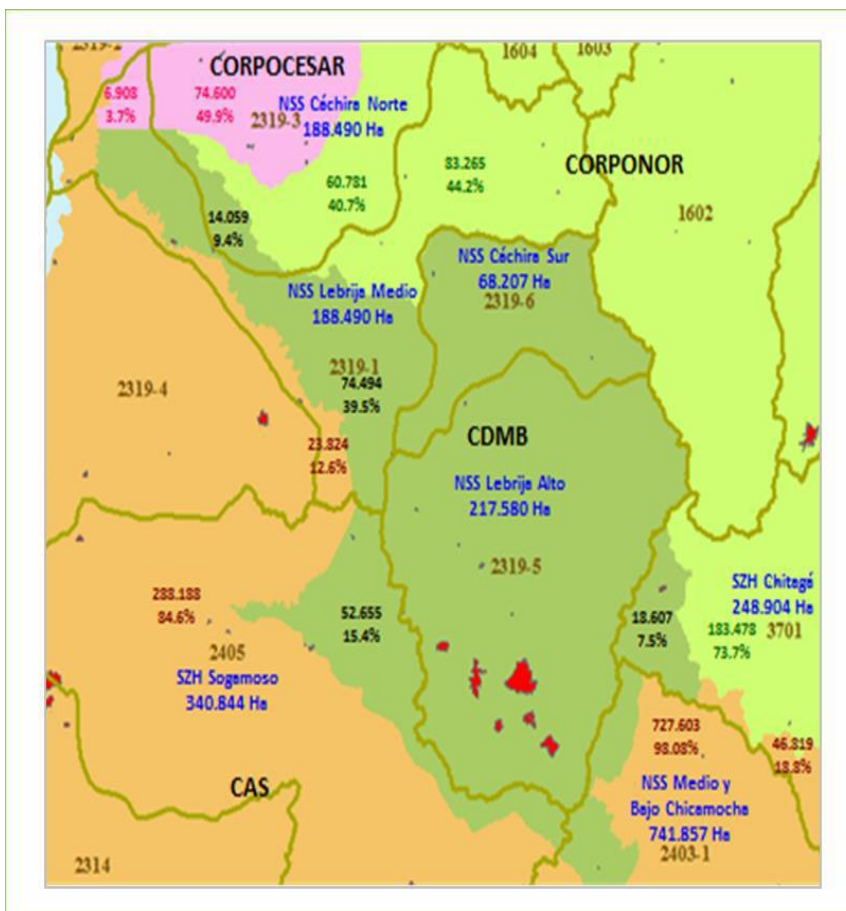 2319-2
CORPOCESAR
1604
1603
6.908
3.7%
74.600
49.9%
2319-3
NSS Cáchira Norte
188.490 Ha
60.781
40.7%
83.265
44.2%
CORPONOR
1602
14.059
9.4%
NSS Cáchira Sur
68.207 Ha
2319-6
NSS Lebrija Medio
188.490 Ha
2319-1
74.494
39.5%
2319-4
23.824
12.6%
CDMB
NSS Lebrija Alto
217.580 Ha
2319-5
288.188
84.6%
2405
SZH Sogamoso
340.844 Ha
52.655
15.4%
18.607
7.5%
SZH Chitagá
248.904 Ha
183.478
73.7%
3701
727.603
98.08%
46.819
18.8%
NSS Medio y
Bajo Chicamocha
741.857 Ha
2403-1
CAS
2314